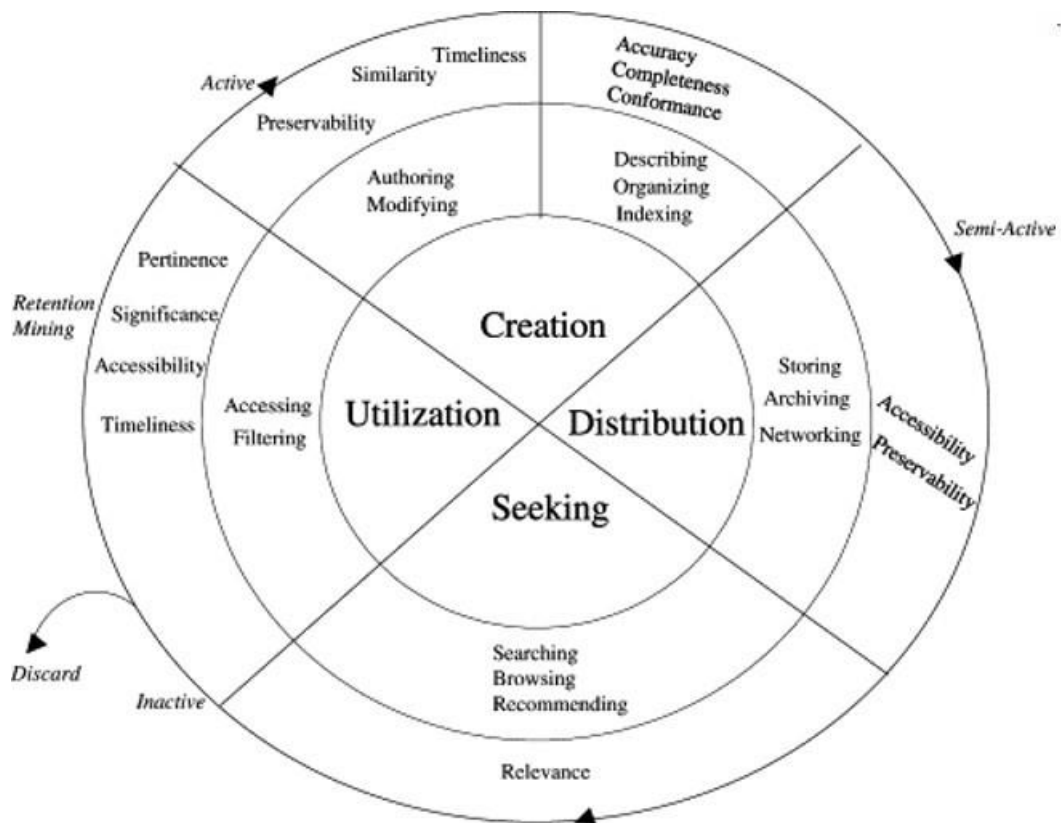 Timeliness
Similarity
Active
Preservability
Accuracy
Completeness
Conformance
Authoring
Modifying
Describing
Organizing
Indexing
Semi-Active
Pertinence
Retention
Mining
Significance
Accessibility
Timeliness
Creation
Utilization
Distribution
Seeking
Accessing
Filtering
Storing
Archiving
Networking
Accessibility
Preservability
Discard
Inactive
Searching
Browsing
Recommending
Relevance